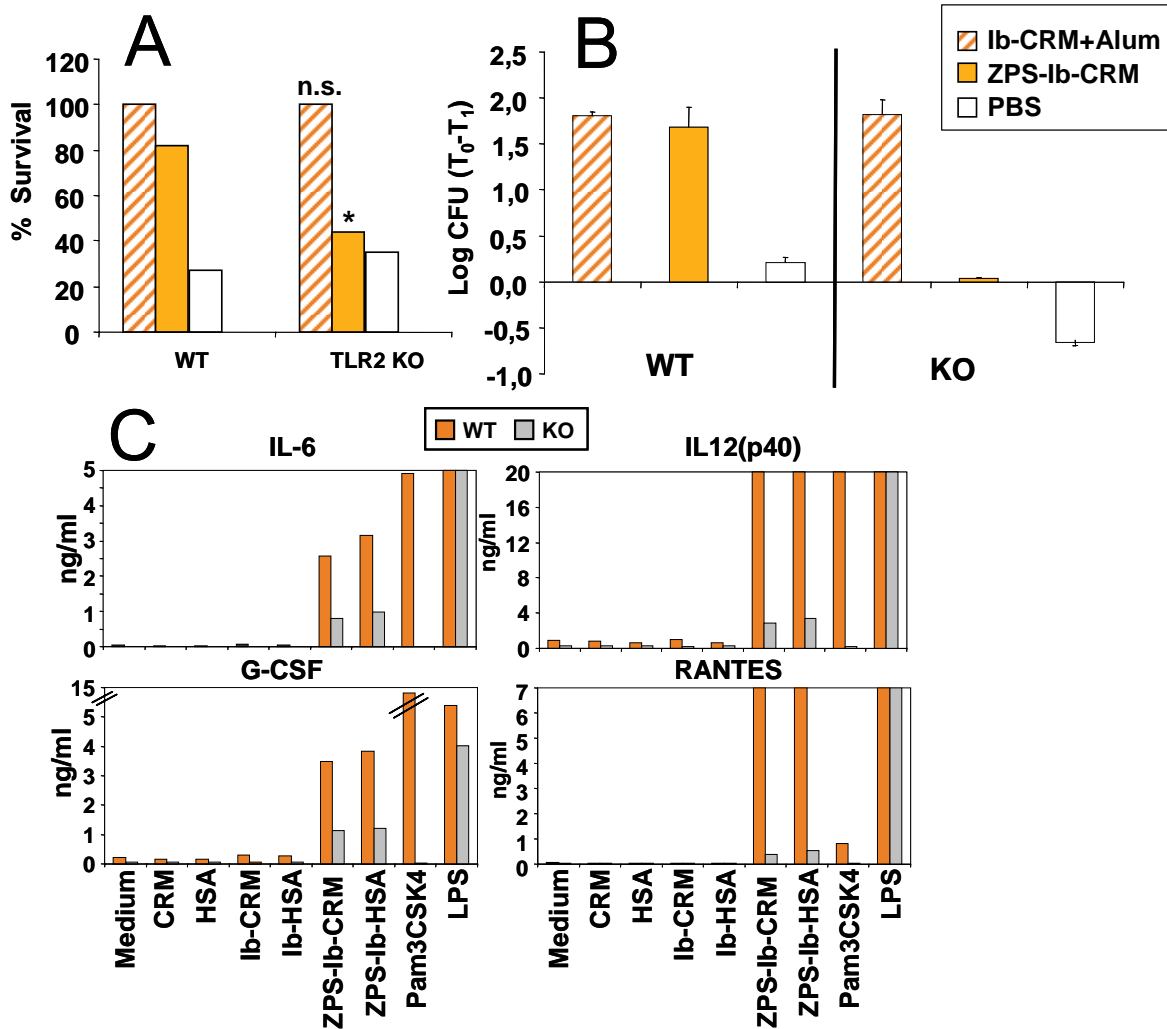 A
% Survival
120
100
80
60
40
20
0
n.s.
*
WT
TLR2 KO
B
Log CFU (T0-T1)
2,5
2,0
1,5
1,0
0,5
0,0
-0,5
-1,0
WT
KO
Ib-CRM+Alum
ZPS-Ib-CRM
PBS
C
WT
KO
IL-6
ng/ml
5
3
2
1
0
IL12(p40)
ng/ml
20
16
12
8
4
0
G-CSF
ng/ml
15
5
4
3
2
1
0
RANTES
ng/ml
7
6
5
4
3
2
1
0
Medium
CRM
HSA
Ib-CRM
Ib-HSA
ZPS-Ib-CRM
ZPS-Ib-HSA
Pam3CSK4
LPS
Medium
CRM
HSA
Ib-CRM
Ib-HSA
ZPS-Ib-CRM
ZPS-Ib-HSA
Pam3CSK4
LPS